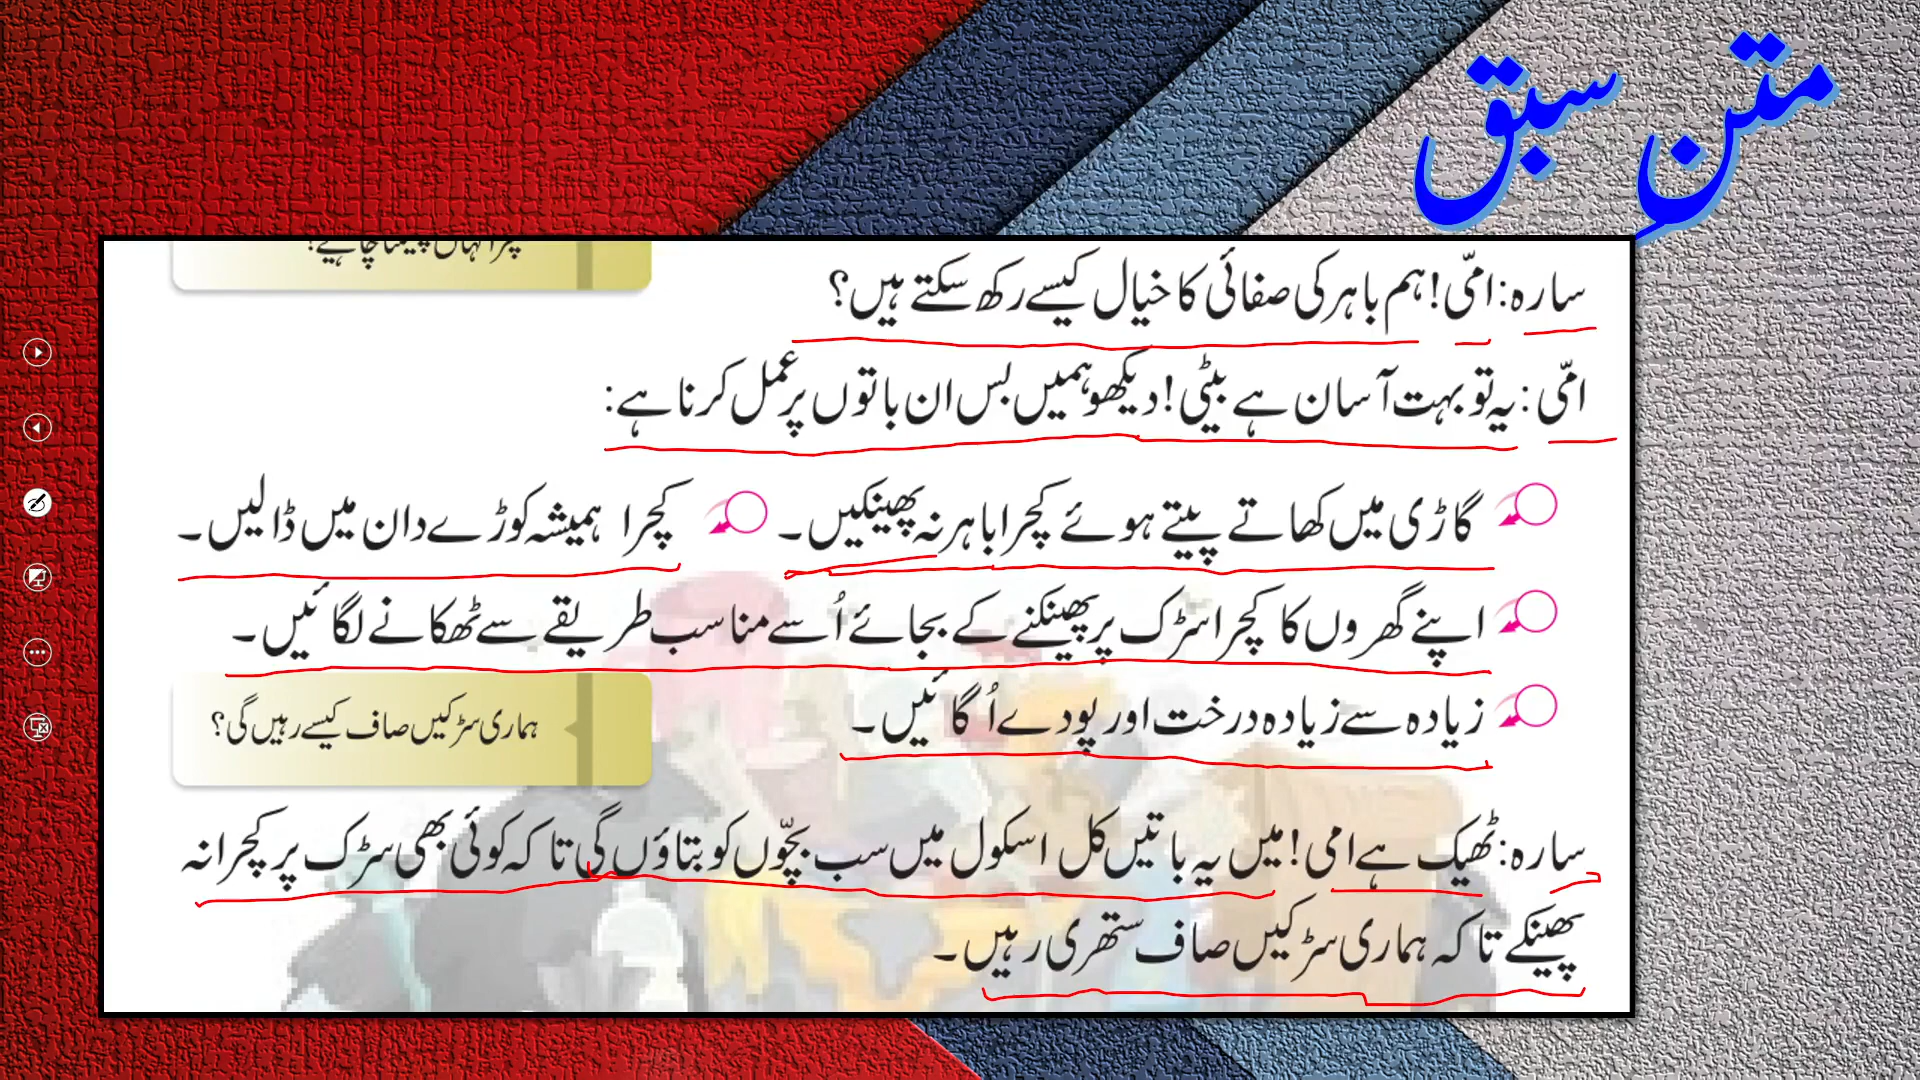 متن سبق
سارہ: امّی! ہم باہر کی صفائی کا خیال کیسے رکھ سکتے ہیں؟
امّی: یہ تو بہت آسان ہے بیٹی! دیکھو ہمیں بس ان باتوں پر عمل کرنا ہے:
گاڑی میں کھاتے پیتے ہوئے کچرا باہر نہ پھینکیں۔ کچرا ہمیشہ کوڑے دان میں ڈالیں۔
اپنے گھروں کا کچرا سڑک پر پھینکنے کے بجائے اُسے مناسب طریقے سے ٹھکانے لگائیں۔
زیادہ سے زیادہ درخت اور پودے اُگائیں۔
ہماری سڑکیں صاف کیسے رہیں گی؟
سارہ: ٹھیک ہے امی! میں یہ باتیں کل اسکول میں سب بچّوں کو بتاؤں گی تاکہ کوئی بھی سڑک پر کچرا نہ
پھینکے تاکہ ہماری سڑکیں صاف ستھری رہیں۔